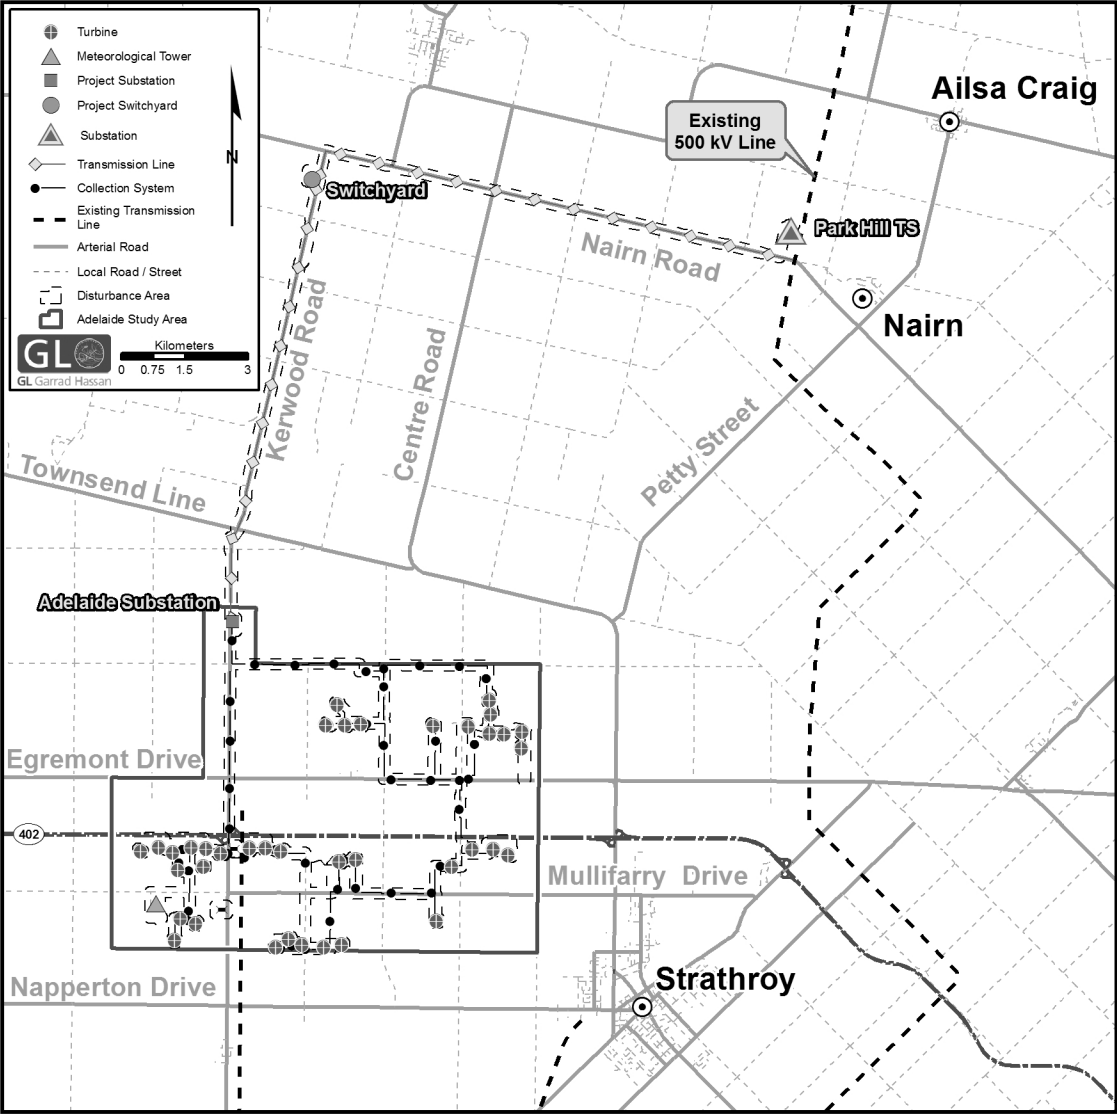 Turbine
Meteorological Tower
Project Substation
Project Switchyard
Substation
Transmission Line
Collection System
Existing Transmission
Line
Arterial Road
Local Road / Street
Disturbance Area
Adelaide Study Area
N
GL
GL Garrad Hassan
Kilometers
0 0.75 1.5 3
Ailsa Craig
Existing
500 kV Line
Switchyard
Park Hill TS
Nairn Road
Nairn
Kerwood Road
Centre Road
Petty Street
Townsend Line
Adelaide Substation
Egremont Drive
402
Mullifarry Drive
Strathroy
Napperton Drive